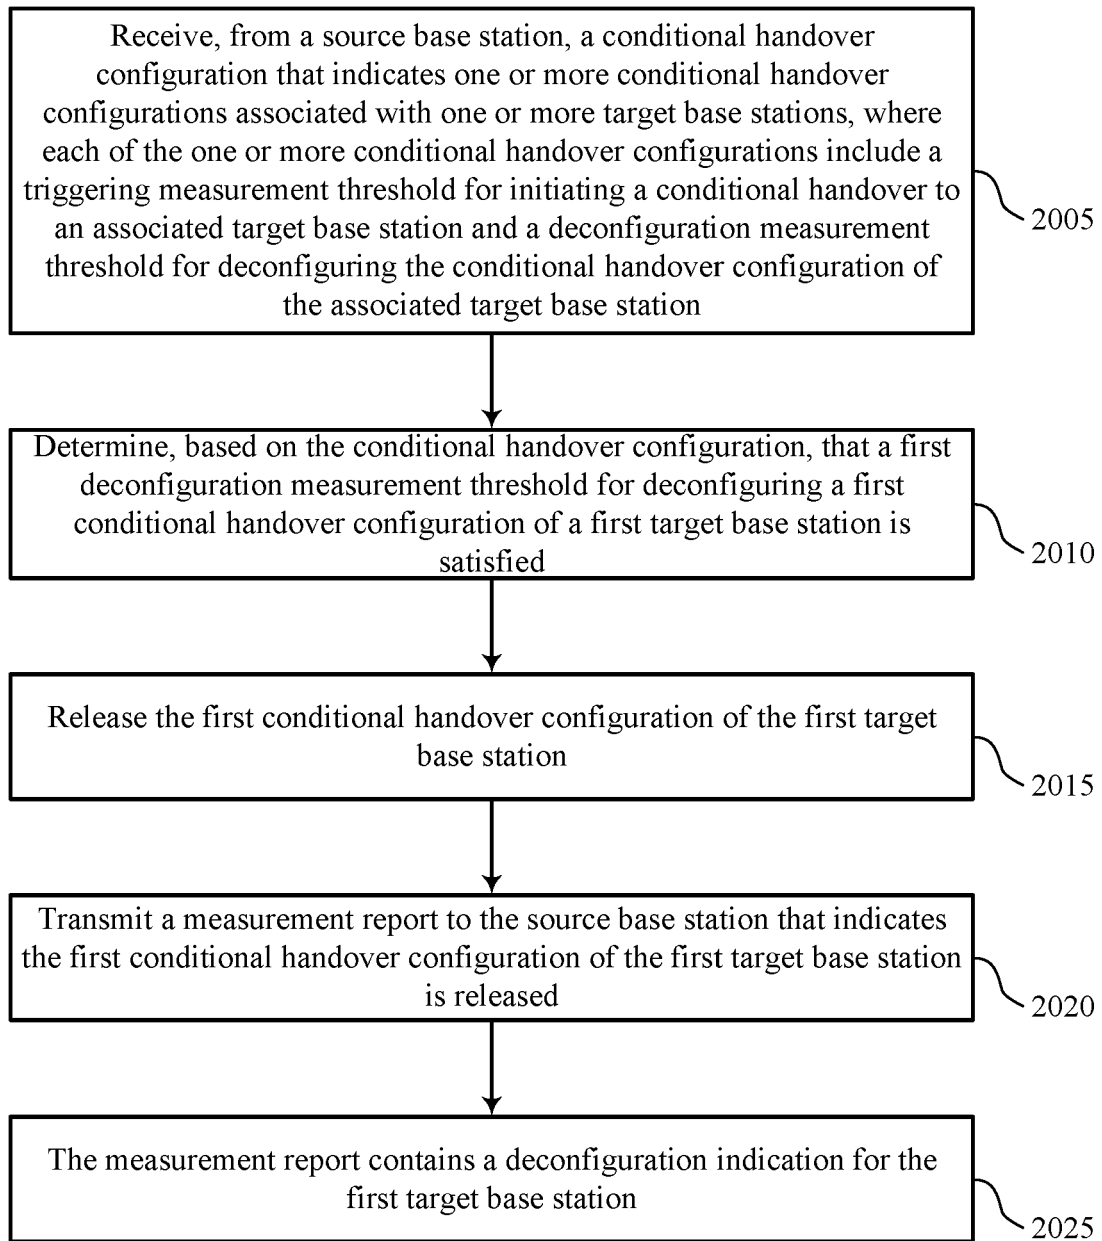 Receive, from a source base station, a conditional handover
configuration that indicates one or more conditional handover
configurations associated with one or more target base stations, where
each of the one or more conditional handover configurations include a
triggering measurement threshold for initiating a conditional handover to
an associated target base station and a deconfiguration measurement
threshold for deconfiguring the conditional handover configuration of
the associated target base station
2005
Determine, based on the conditional handover configuration, that a first
deconfiguration measurement threshold for deconfiguring a first
conditional handover configuration of a first target base station is
satisfied
2010
Release the first conditional handover configuration of the first target
base station
2015
Transmit a measurement report to the source base station that indicates
the first conditional handover configuration of the first target base station
is released
2020
The measurement report contains a deconfiguration indication for the
first target base station
2025